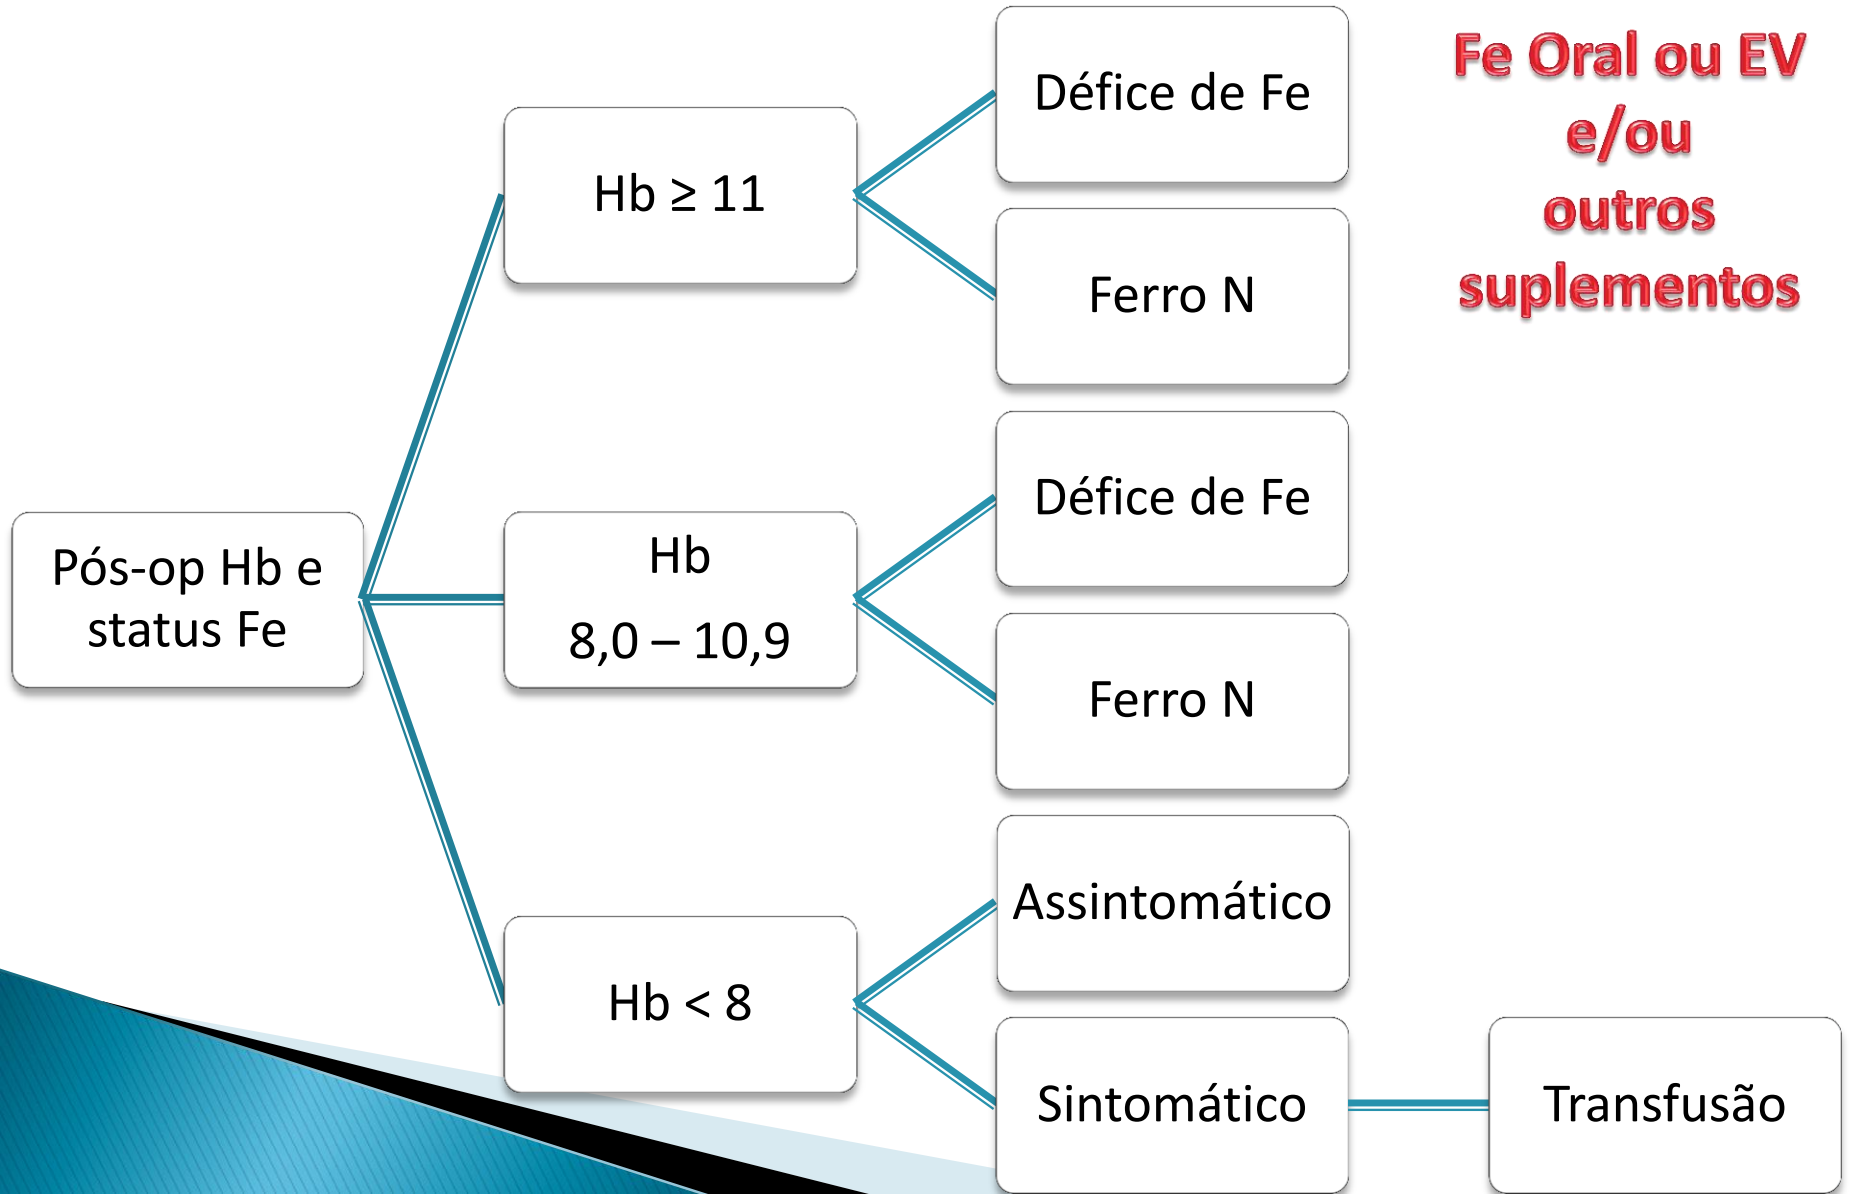 Fe Oral ou EV
e/ou
outros
suplementos
Pós-op Hb e
status Fe
Hb ≥ 11
Défice de Fe
Ferro N
Hb
8,0 – 10,9
Défice de Fe
Ferro N
Hb < 8
Assintomático
Sintomático
Transfusão